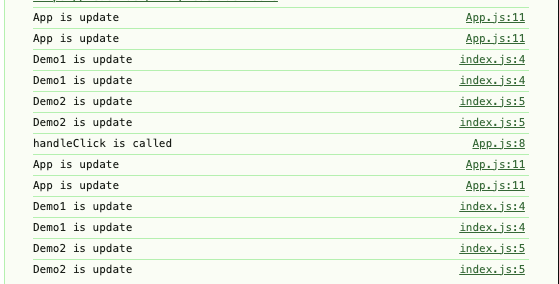 App is update App.js:11
App is update App.js:11
Demo1 is update index.js:4
Demo1 is update index.js:4
Demo2 is update index.js:5
Demo2 is update index.js:5
handleClick is called App.js:8
App is update App.js:11
App is update App.js:11
Demo1 is update index.js:4
Demo1 is update index.js:4
Demo2 is update index.js:5
Demo2 is update index.js:5